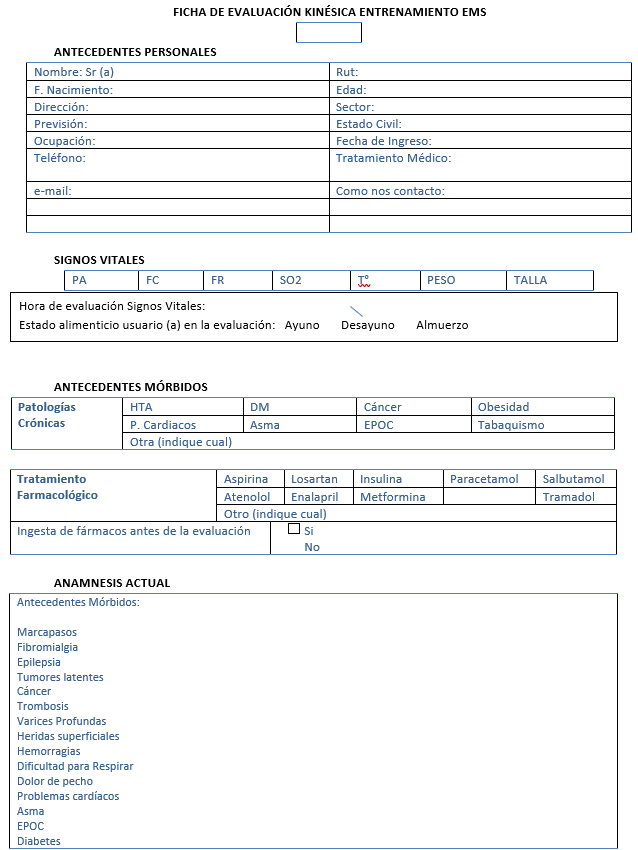 FICHA DE EVALUACIÓN KINÉSICA ENTRENAMIENTO EMS
ANTECEDENTES PERSONALES
Nombre: Sr (a) Rut:
F. Nacimiento: Edad:
Dirección: Sector:
Previsión: Estado Civil:
Ocupación: Fecha de Ingreso:
Teléfono: Tratamiento Médico:
e-mail: Como nos contacto:
SIGNOS VITALES
PA FC FR SO2 Tº PESO TALLA
Hora de evaluación Signos Vitales:
Estado alimenticio usuario (a) en la evaluación: Ayuno Desayuno Almuerzo
ANTECEDENTES MÓRBIDOS
Patologías Crónicas
HTA DM Cáncer Obesidad
P. Cardiacos Asma EPOC Tabaquismo
Otra (indique cual)
Tratamiento Farmacológico
Aspirina Losartan Insulina Paracetamol Salbutamol
Atenolol Enalapril Metformina Tramadol
Otro (indique cual)
Ingesta de fármacos antes de la evaluación Si
No
ANAMNESIS ACTUAL
Antecedentes Mórbidos:
Marcapasos
Fibromialgia
Epilepsia
Tumores latentes
Cáncer
Trombosis
Varices Profundas
Heridas superficiales
Hemorragias
Dificultad para Respirar
Dolor de pecho
Problemas cardíacos
Asma
EPOC
Diabetes